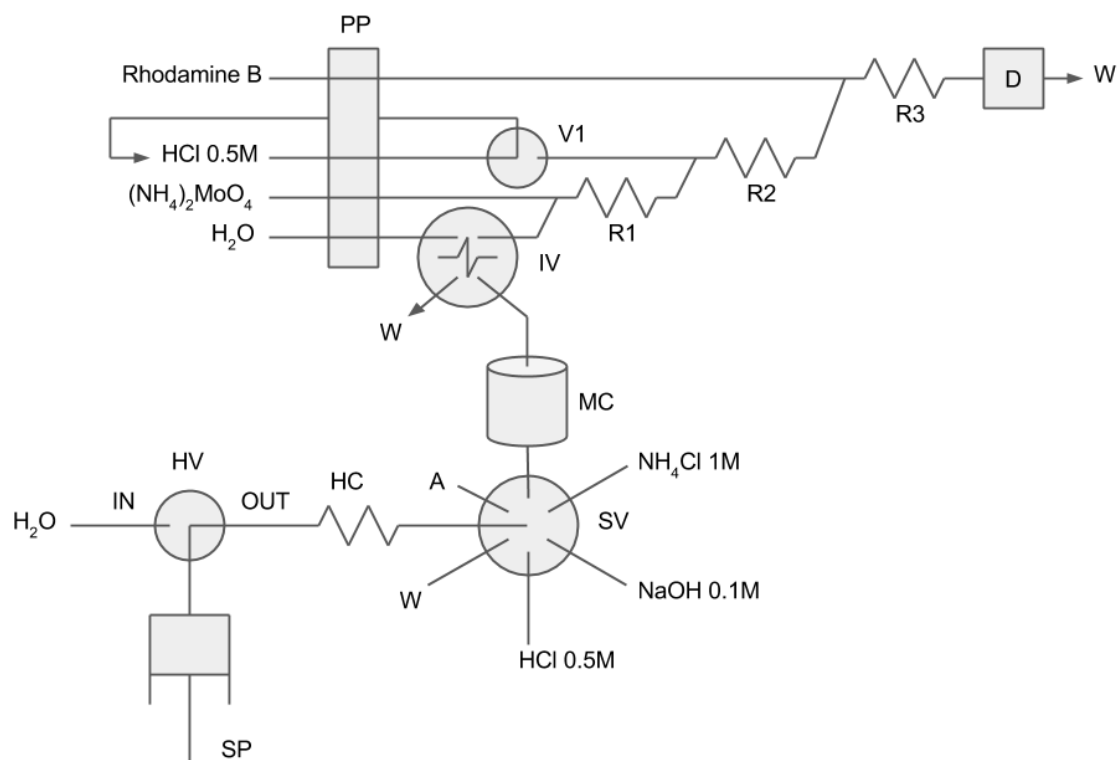 PP
Rhodamine B
D
W
R3
V1
HCl 0.5M
R2
(NH₄)₂MoO₄
R1
H₂O
IV
W
MC
HV
HC
A
NH₄Cl 1M
IN
OUT
H₂O
SV
W
NaOH 0.1M
HCl 0.5M
SP